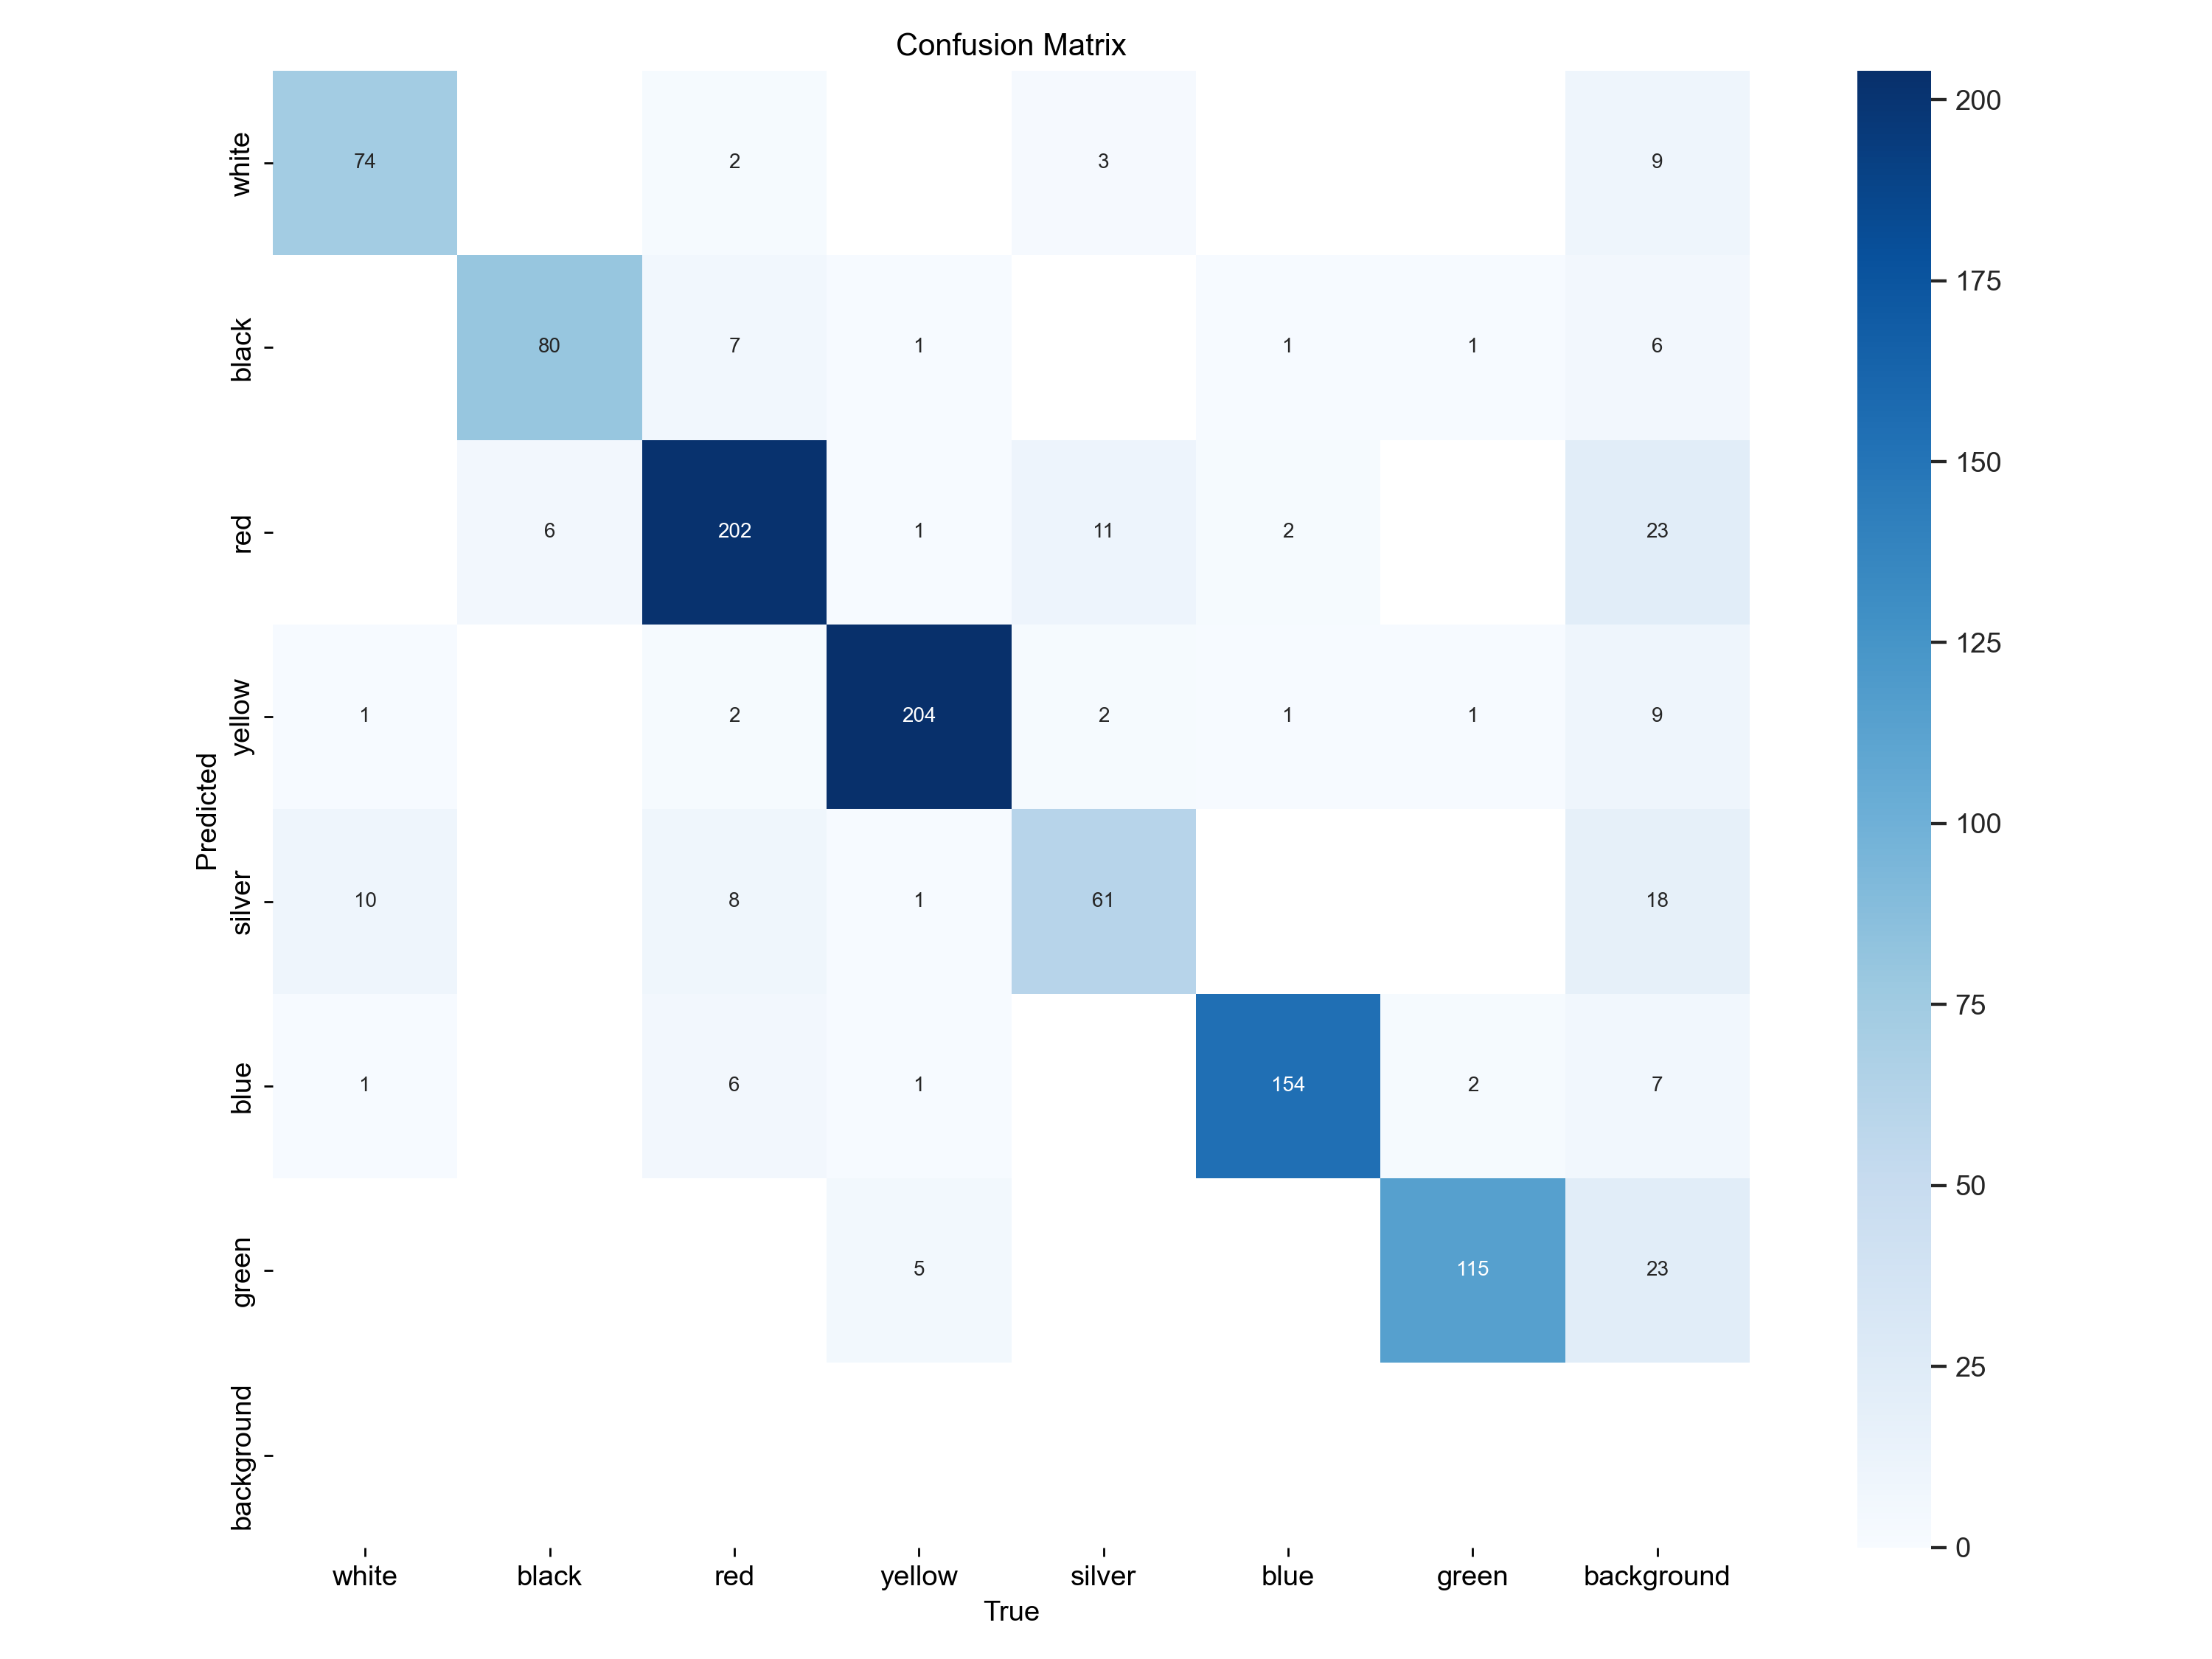 Confusion Matrix
white 74 2 3 9
black 80 7 1 1 1 6
red 6 202 1 11 2 23
yellow 1 2 204 2 1 1 9
silver 10 8 1 61 18
blue 1 6 1 154 2 7
green 5 115 23
background
white black red yellow silver blue green background
True
Predicted
200
175
150
125
100
75
50
25
0